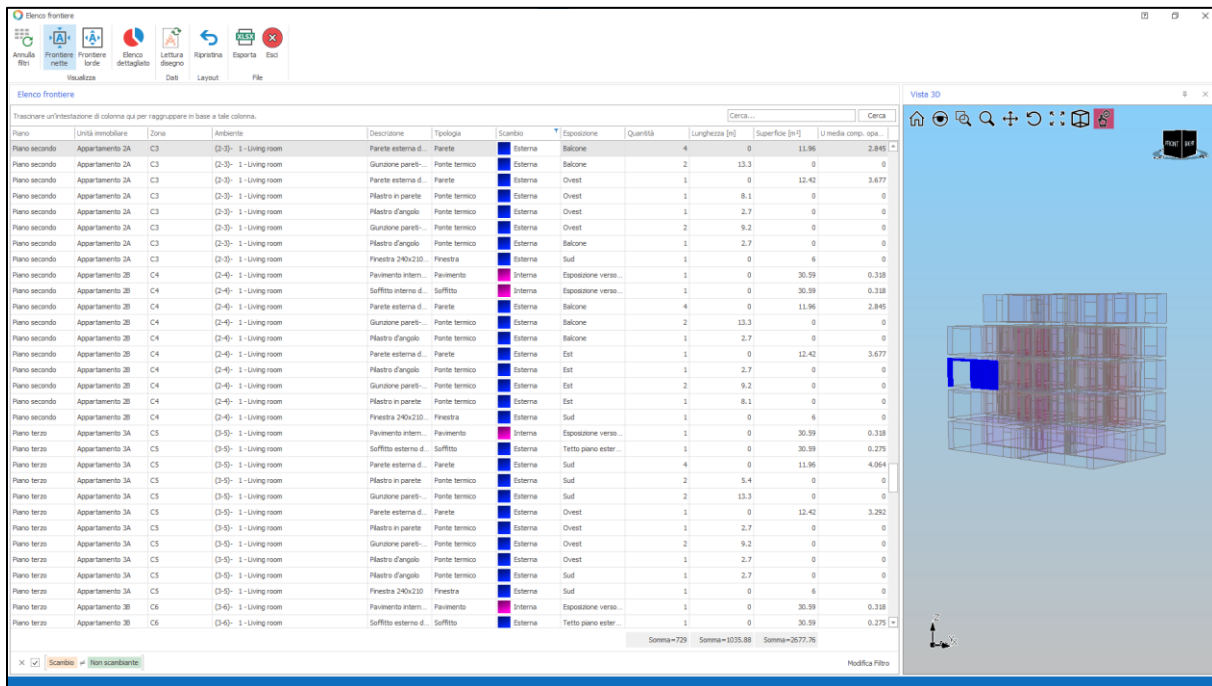 Elenco frontiere
Annulla filtri
Frontiere nette
Frontiere lorde
Elenco dettagliato
Lettura disegno
Ripristina
Esporta
Esci
Visualizza
Dati
Layout
File
Elenco frontiere
Vista 3D
Trascinare un'intestazione di colonna qui per raggruppare in base a tale colonna.
Cerca...
Cerca
Piano Unità immobiliare Zona Ambiente Descrizione Tipologia Scambio Esposizione Quantità Lunghezza [m] Superficie [m²] U media comp. opa...
Piano secondo Appartamento 2A C3 (2-3)- 1 -Living room Parete esterna d... Parete Esterna Balcone 4 0 11.96 2.845
Piano secondo Appartamento 2A C3 (2-3)- 1 -Living room Giunzione pareti-... Ponte termico Esterna Balcone 2 13.3 0 0
Piano secondo Appartamento 2A C3 (2-3)- 1 -Living room Parete esterna d... Parete Esterna Ovest 1 0 12.42 3.677
Piano secondo Appartamento 2A C3 (2-3)- 1 -Living room Pilastro in parete Ponte termico Esterna Ovest 1 8.1 0 0
Piano secondo Appartamento 2A C3 (2-3)- 1 -Living room Pilastro d'angolo Ponte termico Esterna Ovest 1 2.7 0 0
Piano secondo Appartamento 2A C3 (2-3)- 1 -Living room Giunzione pareti-... Ponte termico Esterna Ovest 2 9.2 0 0
Piano secondo Appartamento 2A C3 (2-3)- 1 -Living room Pilastro d'angolo Ponte termico Esterna Balcone 1 2.7 0 0
Piano secondo Appartamento 2A C3 (2-3)- 1 -Living room Finestra 240x210... Finestra Esterna Sud 1 0 6 0
Piano secondo Appartamento 2B C4 (2-4)- 1 -Living room Pavimento intern... Pavimento Interna Esposizione verso... 1 0 30.59 0.318
Piano secondo Appartamento 2B C4 (2-4)- 1 -Living room Soffitto interno d... Soffitto Interna Esposizione verso... 1 0 30.59 0.318
Piano secondo Appartamento 2B C4 (2-4)- 1 -Living room Parete esterna d... Parete Esterna Balcone 4 0 11.96 2.845
Piano secondo Appartamento 2B C4 (2-4)- 1 -Living room Giunzione pareti-... Ponte termico Esterna Balcone 2 13.3 0 0
Piano secondo Appartamento 2B C4 (2-4)- 1 -Living room Pilastro d'angolo Ponte termico Esterna Balcone 1 2.7 0 0
Piano secondo Appartamento 2B C4 (2-4)- 1 -Living room Parete esterna d... Parete Esterna Est 1 0 12.42 3.677
Piano secondo Appartamento 2B C4 (2-4)- 1 -Living room Pilastro d'angolo Ponte termico Esterna Est 1 2.7 0 0
Piano secondo Appartamento 2B C4 (2-4)- 1 -Living room Giunzione pareti-... Ponte termico Esterna Est 2 9.2 0 0
Piano secondo Appartamento 2B C4 (2-4)- 1 -Living room Pilastro in parete Ponte termico Esterna Est 1 8.1 0 0
Piano secondo Appartamento 2B C4 (2-4)- 1 -Living room Finestra 240x210... Finestra Esterna Sud 1 0 6 0
Piano terzo Appartamento 3A C5 (3-5)- 1 -Living room Pavimento intern... Pavimento Interna Esposizione verso... 1 0 30.59 0.318
Piano terzo Appartamento 3A C5 (3-5)- 1 -Living room Soffitto esterno d... Soffitto Esterna Tetto piano ester... 1 0 30.59 0.275
Piano terzo Appartamento 3A C5 (3-5)- 1 -Living room Parete esterna d... Parete Esterna Sud 4 0 11.96 4.064
Piano terzo Appartamento 3A C5 (3-5)- 1 -Living room Pilastro in parete Ponte termico Esterna Sud 2 5.4 0 0
Piano terzo Appartamento 3A C5 (3-5)- 1 -Living room Giunzione pareti-... Ponte termico Esterna Sud 2 13.3 0 0
Piano terzo Appartamento 3A C5 (3-5)- 1 -Living room Parete esterna d... Parete Esterna Ovest 1 0 12.42 3.292
Piano terzo Appartamento 3A C5 (3-5)- 1 -Living room Pilastro in parete Ponte termico Esterna Ovest 1 2.7 0 0
Piano terzo Appartamento 3A C5 (3-5)- 1 -Living room Giunzione pareti-... Ponte termico Esterna Ovest 2 9.2 0 0
Piano terzo Appartamento 3A C5 (3-5)- 1 -Living room Pilastro d'angolo Ponte termico Esterna Ovest 1 2.7 0 0
Piano terzo Appartamento 3A C5 (3-5)- 1 -Living room Pilastro d'angolo Ponte termico Esterna Sud 1 2.7 0 0
Piano terzo Appartamento 3A C5 (3-5)- 1 -Living room Finestra 240x210 Finestra Esterna Sud 1 0 6 0
Piano terzo Appartamento 3B C6 (3-6)- 1 -Living room Pavimento intern... Pavimento Interna Esposizione verso... 1 0 30.59 0.318
Piano terzo Appartamento 3B C6 (3-6)- 1 -Living room Soffitto esterno d... Soffitto Esterna Tetto piano ester... 1 0 30.59 0.275
Somma=729 Somma=1035.88 Somma=2677.76
Scambio ≠ Non scambiante
Modifica Filtro
FRONT
Z
X